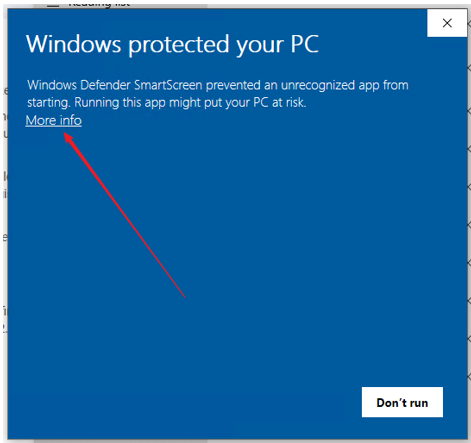 Reading list
Windows protected your PC
Windows Defender SmartScreen prevented an unrecognized app from
starting. Running this app might put your PC at risk.
More info
Don't run